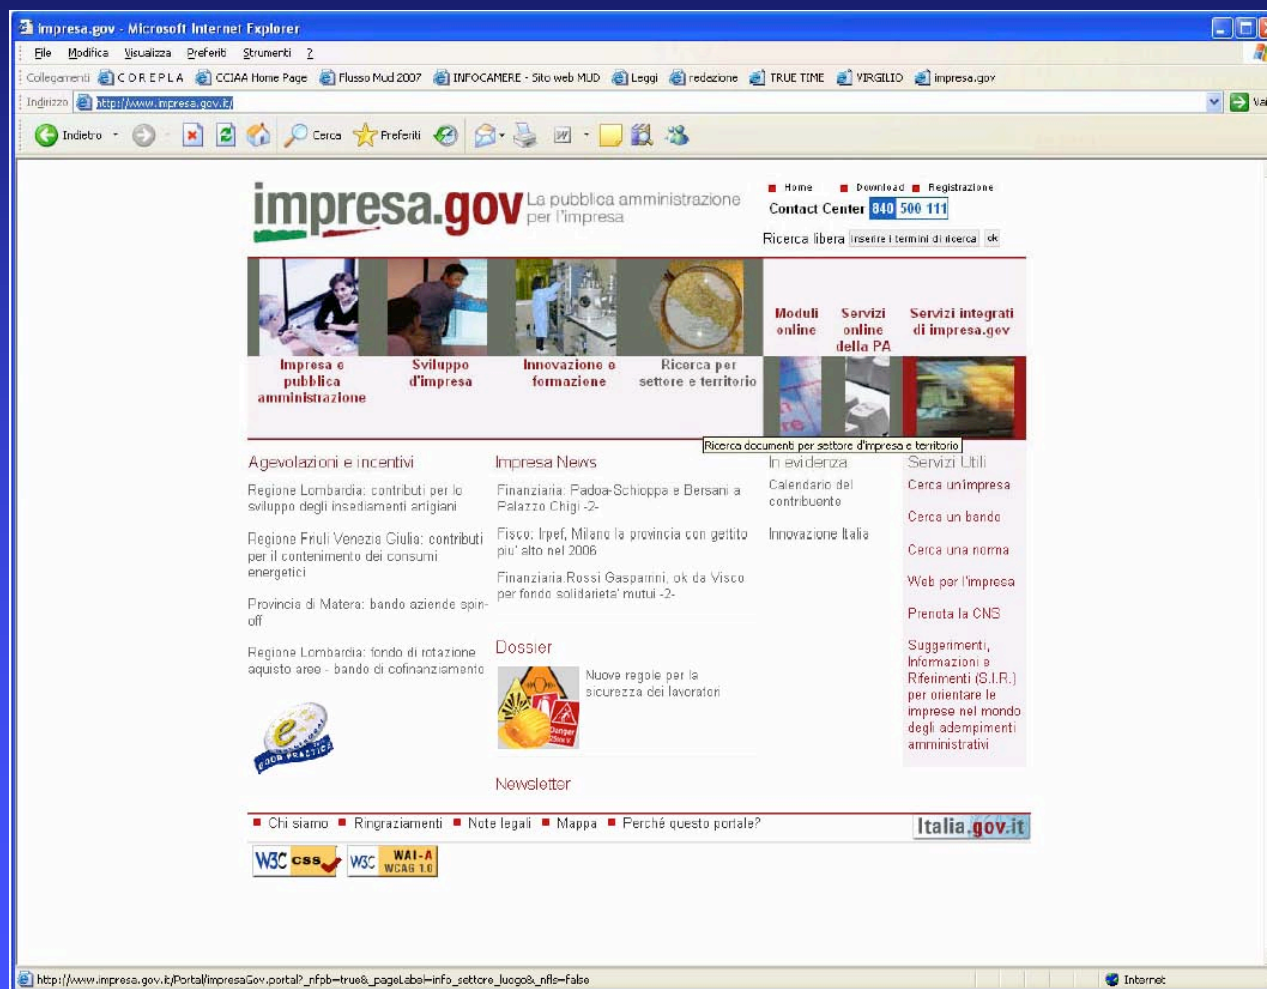 impresa.gov - Microsoft Internet Explorer
File Modifica Visualizza Preferiti Strumenti ?
Collegamenti C O R E P L A CCIAA Home Page Flusso Mud 2007 INFOCAMERE - Sito web MUD Leggi redazione TRUE TIME VIRGILIO impresa.gov
Indirizzo http://www.impresa.gov.it/ Vai
Indietro Cerca Preferiti
impresa.gov La pubblica amministrazione
per l'impresa
Home Download Registrazione
Contact Center 840 500 111
Ricerca libera Inserire i termini di ricerca ok
Impresa e
pubblica
amministrazione
Sviluppo
d'impresa
Innovazione e
formazione
Ricerca per
settore e territorio
Moduli
online
Servizi
online
della PA
Servizi integrati
di impresa.gov
Ricerca documenti per settore d'impresa e territorio
Agevolazioni e incentivi
Regione Lombardia: contributi per lo
sviluppo degli insediamenti artigiani
Regione Friuli Venezia Giulia: contributi
per il contenimento dei consumi
energetici
Provincia di Matera: bando aziende spin-
off
Regione Lombardia: fondo di rotazione
aquisto aree - bando di cofinanziamento
e
GOOD PRACTICE
Impresa News
Finanziaria: Padoa-Schioppa e Bersani a
Palazzo Chigi -2-
Fisco: Irpef, Milano la provincia con gettito
piu' alto nel 2006
Finanziaria:Rossi Gasparrini, ok da Visco
per fondo solidarieta' mutui -2-
Dossier
Nuove regole per la
sicurezza dei lavoratori
Danger
Newsletter
In evidenza
Calendario del
contribuente
Innovazione Italia
Servizi Utili
Cerca un'impresa
Cerca un bando
Cerca una norma
Web per l'impresa
Prenota la CNS
Suggerimenti,
Informazioni e
Riferimenti (S.I.R.)
per orientare le
imprese nel mondo
degli adempimenti
amministrativi
Chi siamo Ringraziamenti Note legali Mappa Perché questo portale?
Italia.gov.it
W3C css W3C WAI-A
WCAG 1.0
http://www.impresa.gov.it/Portal/impresaGov.portal?_nfpb=true&_pageLabel=info_settore_luogo&_nfls=false Internet